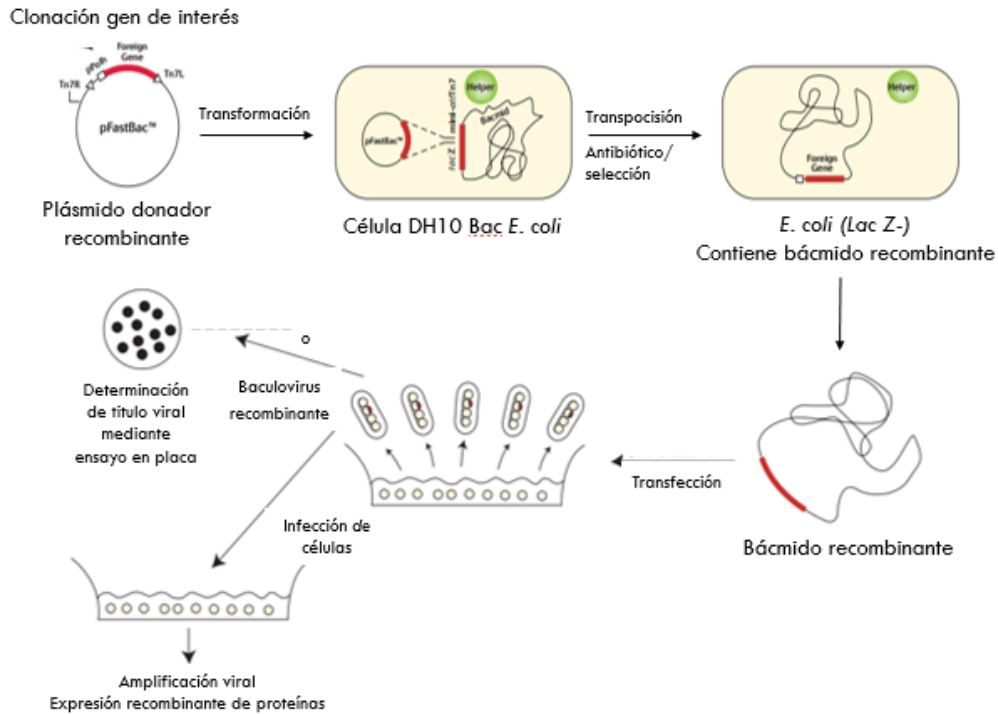 Clonación gen de interés
Foreign
Gene
pPolh
Tn7R
Tn7L
pFastBac™
Plásmido donador
recombinante
Transformación
Helper
pFastBac™
lacZ
mini-attTn7
Bacmid
Célula DH10 Bac E. coli
Transposición
Antibiótico/
selección
Helper
Foreign
Gene
E. coli (Lac Z-)
Contiene bácmido recombinante
Determinación
de titulo viral
mediante
ensayo en placa
o
Baculovirus
recombinante
Transfección
Bácmido recombinante
Infección de
células
Amplificación viral
Expresión recombinante de proteínas